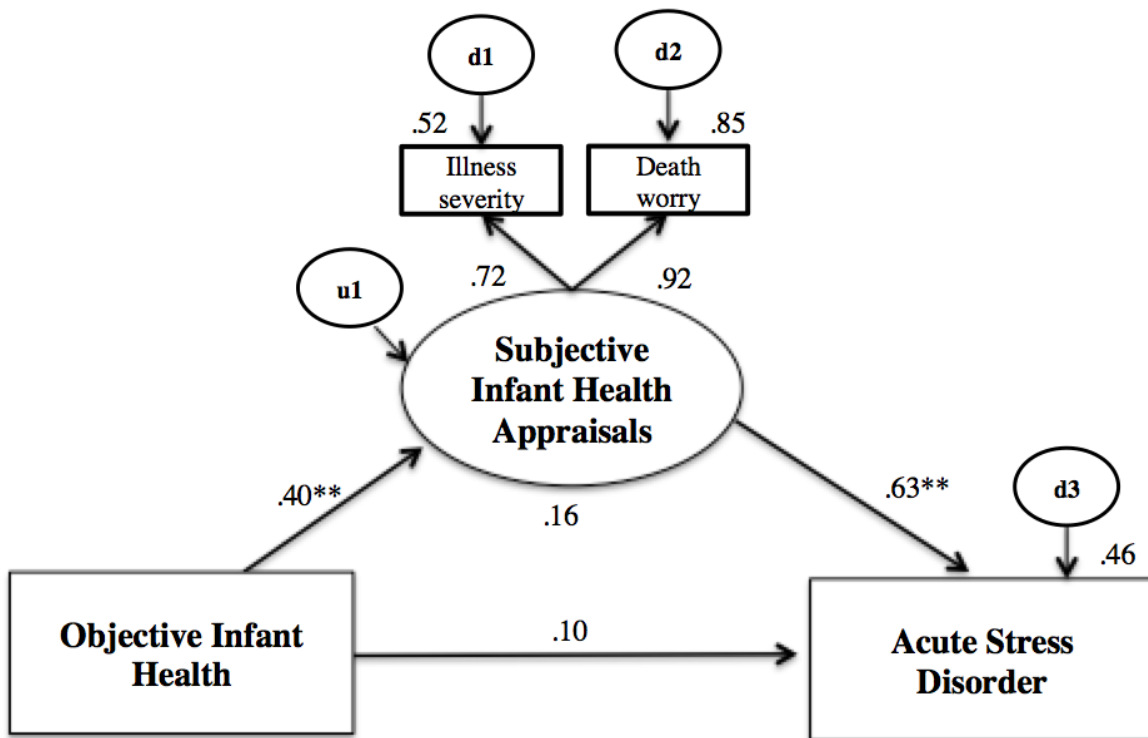 d1
d2
.52
.85
Illness
severity
Death
worry
.72
.92
u1
Subjective
Infant Health
Appraisals
.40**
.16
.63**
d3
.46
Objective Infant
Health
.10
Acute Stress
Disorder